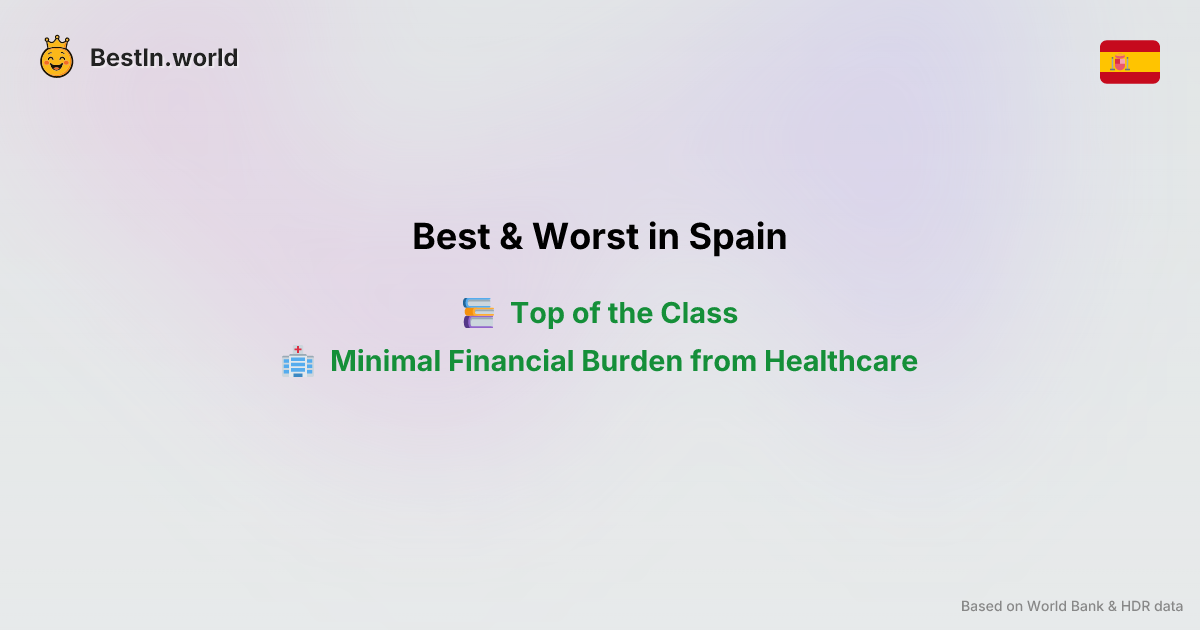 BestIn.world
Best & Worst in Spain
Top of the Class
Minimal Financial Burden from Healthcare
Based on World Bank & HDR data